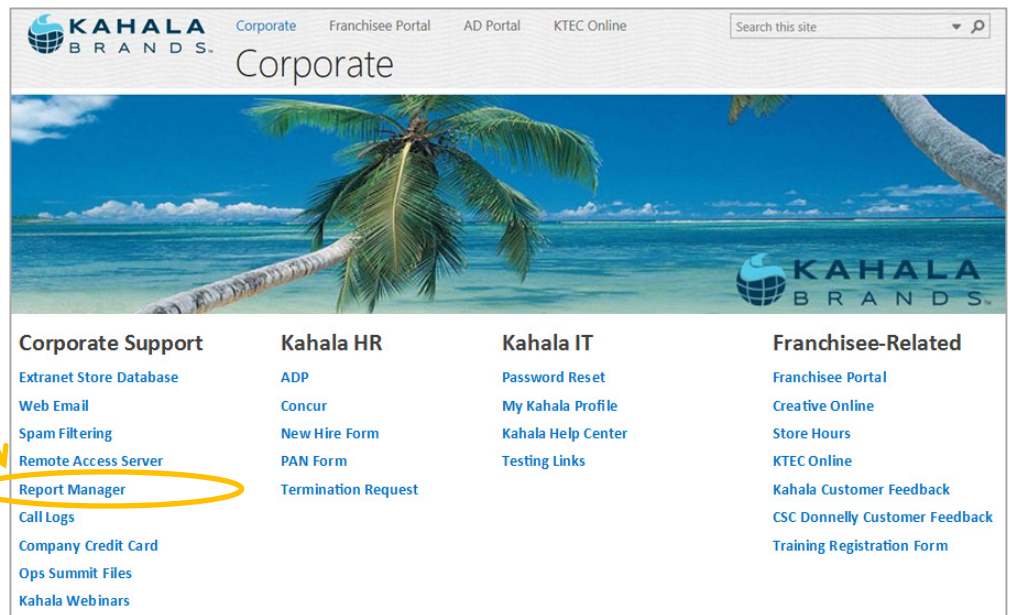 KAHALA
BRANDS™
Corporate Franchisee Portal AD Portal KTEC Online
Search this site
Corporate
KAHALA
BRANDS™
Corporate Support
Extranet Store Database
Web Email
Spam Filtering
Remote Access Server
Report Manager
Call Logs
Company Credit Card
Ops Summit Files
Kahala Webinars
Kahala HR
ADP
Concur
New Hire Form
PAN Form
Termination Request
Kahala IT
Password Reset
My Kahala Profile
Kahala Help Center
Testing Links
Franchisee-Related
Franchisee Portal
Creative Online
Store Hours
KTEC Online
Kahala Customer Feedback
CSC Donnelly Customer Feedback
Training Registration Form